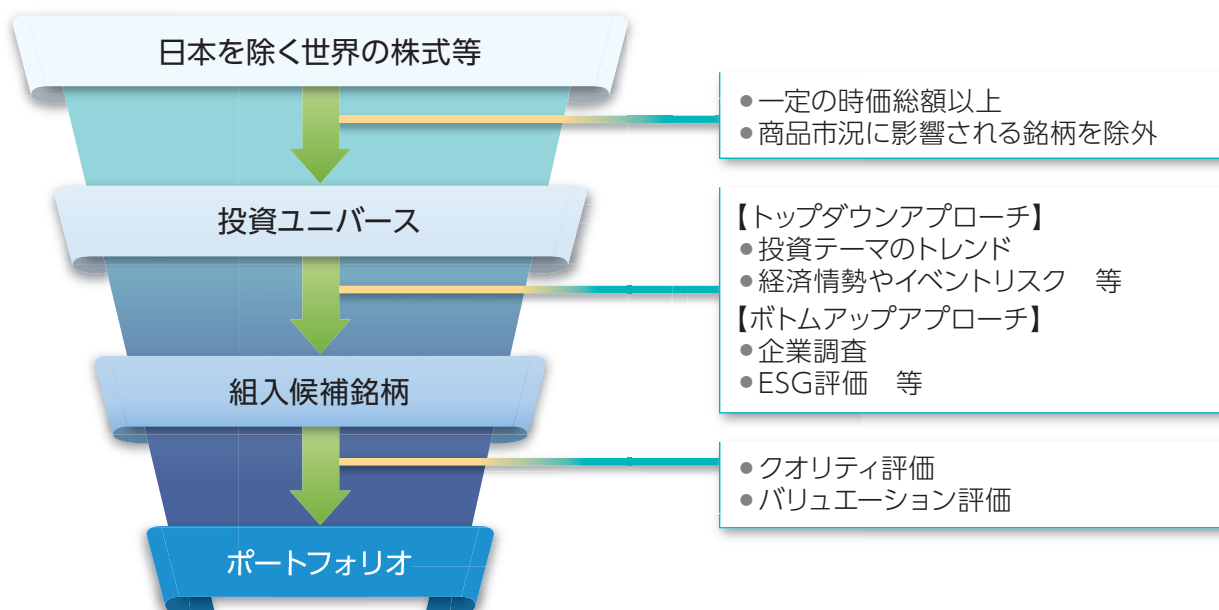 日本を除く世界の株式等
●一定の時価総額以上
●商品市況に影響される銘柄を除外
投資ユニバース
【トップダウンアプローチ】
●投資テーマのトレンド
●経済情勢やイベントリスク　等
【ボトムアップアプローチ】
●企業調査
●ESG評価　等
組入候補銘柄
●クオリティ評価
●バリュエーション評価
ポートフォリオ